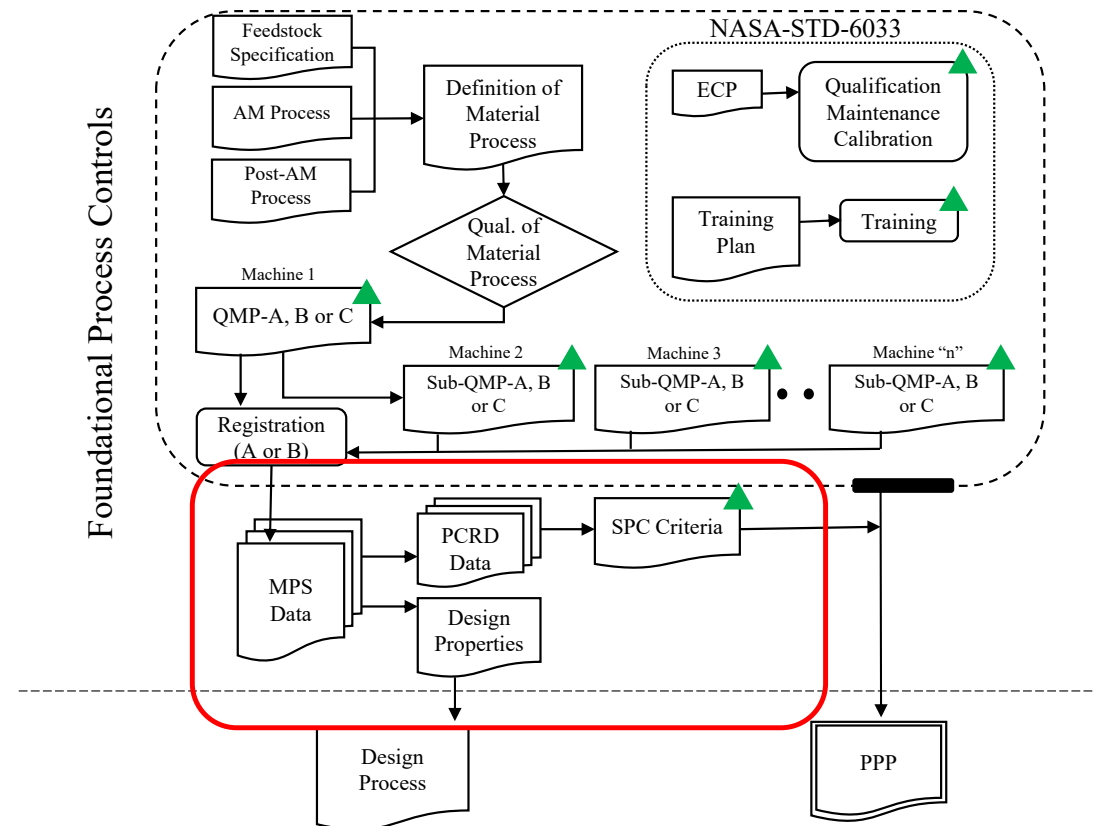 Foundational Process Controls
NASA-STD-6033
Feedstock
Specification
AM Process
Post-AM
Process
Definition of
Material
Process
Qual. of
Material
Process
ECP
Qualification
Maintenance
Calibration
Training
Plan
Training
Machine 1
QMP-A, B or C
Machine 2
Sub-QMP-A, B
or C
Machine 3
Sub-QMP-A, B
or C
Machine “n”
Sub-QMP-A, B
or C
Registration
(A or B)
MPS
Data
PCRD
Data
SPC Criteria
Design
Properties
Design
Process
PPP